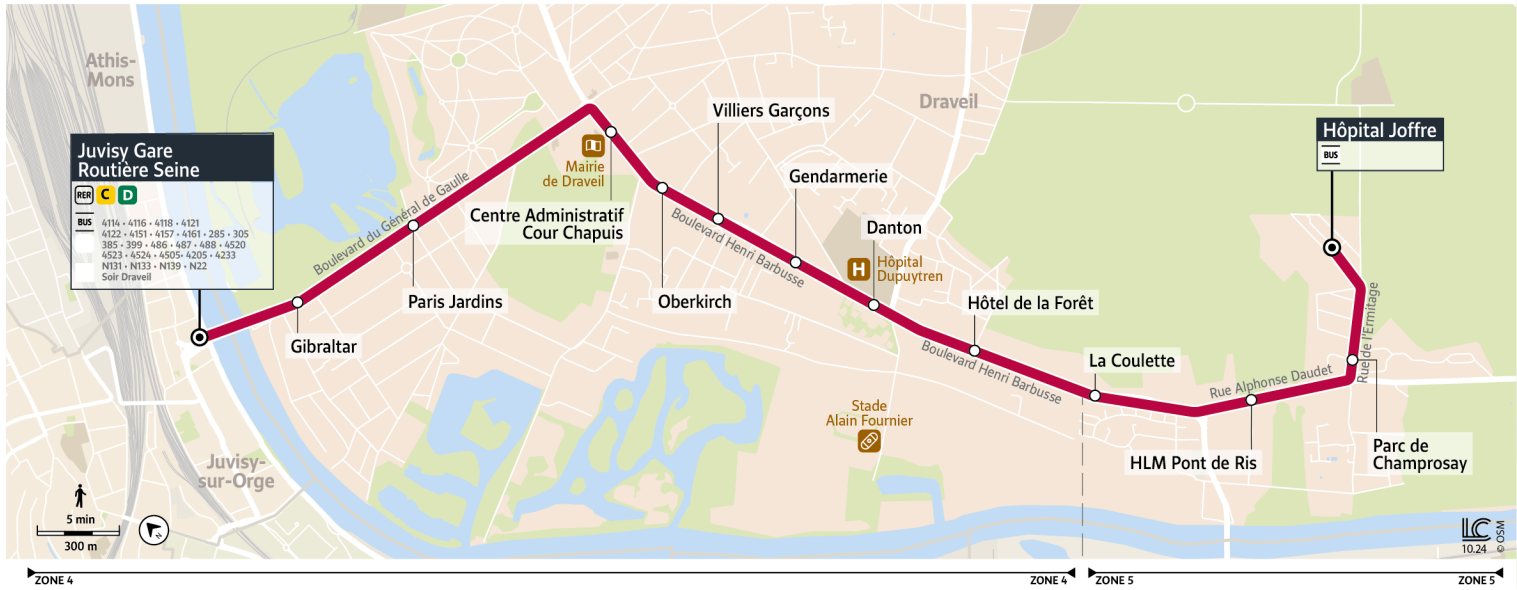 Athis-
Mons
Juvisy Gare
Routière Seine
RER C D
BUS
4114 • 4116 • 4118 • 4121
4122 • 4151 • 4157 • 4161 • 285 • 305
385 • 399 • 486 • 487 • 488 • 4520
4523 • 4524 • 4505• 4205 • 4233
N131 • N133 • N139 • N22
Soir Draveil
Gibraltar
Boulevard du Général de Gaulle
Paris Jardins
Mairie
de Draveil
Centre Administratif
Cour Chapuis
Oberkirch
Villiers Garçons
Boulevard Henri Barbusse
Gendarmerie
Draveil
Danton
H
Hôpital
Dupuytren
Hôtel de la Forêt
Boulevard Henri Barbusse
La Coulette
Stade
Alain Fournier
HLM Pont de Ris
Rue Alphonse Daudet
Parc de
Champrosay
Rue de l'Ermitage
Hôpital Joffre
BUS
Juvisy-
sur-Orge
5 min
300 m
N
LC
10.24
© OSM
ZONE 4
ZONE 4
ZONE 5
ZONE 5